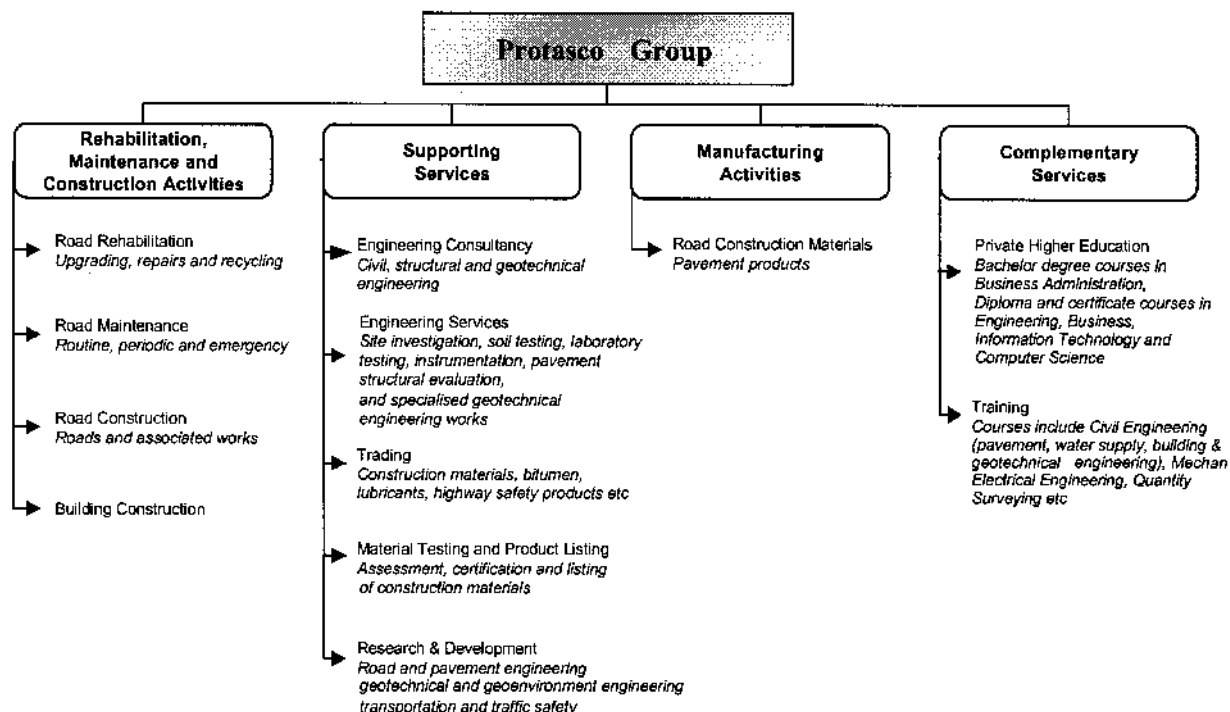 Protasco Group
Rehabilitation,
Maintenance and
Construction Activities
Road Rehabilitation
Upgrading, repairs and recycling
Road Maintenance
Routine, periodic and emergency
Road Construction
Roads and associated works
Building Construction
Supporting
Services
Engineering Consultancy
Civil, structural and geotechnical
engineering
Engineering Services
Site investigation, soil testing, laboratory
testing, instrumentation, pavement
structural evaluation,
and specialised geotechnical
engineering works
Trading
Construction materials, bitumen,
lubricants, highway safety products etc
Material Testing and Product Listing
Assessment, certification and listing
of construction materials
Research & Development
Road and pavement engineering
geotechnical and geoenvironment engineering
transportation and traffic safety
Manufacturing
Activities
Road Construction Materials
Pavement products
Complementary
Services
Private Higher Education
Bachelor degree courses in
Business Administration,
Diploma and certificate courses in
Engineering, Business,
Information Technology and
Computer Science
Training
Courses include Civil Engineering
(pavement, water supply, building &
geotechnical engineering), Mechan
Electrical Engineering, Quantity
Surveying etc